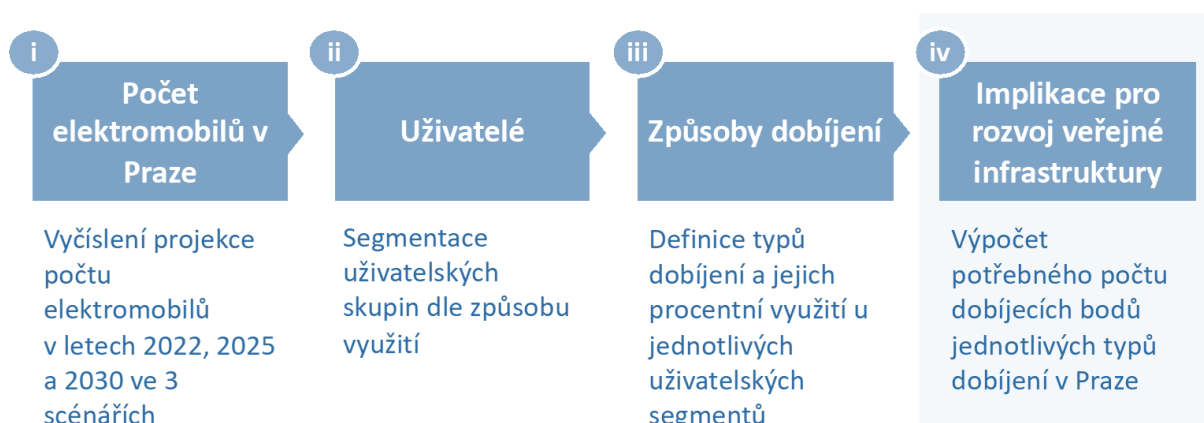 i
Počet
elektromobilů v
Praze
Vyčíslení projekce
počtu
elektromobilů
v letech 2022, 2025
a 2030 ve 3
scénářích
ii
Uživatelé
Segmentace
uživatelských
skupin dle způsobu
využití
iii
Způsoby dobíjení
Definice typů
dobíjení a jejich
procentní využití u
jednotlivých
uživatelských
segmentů
iv
Implikace pro
rozvoj veřejné
infrastruktury
Výpočet
potřebného počtu
dobíjecích bodů
jednotlivých typů
dobíjení v Praze